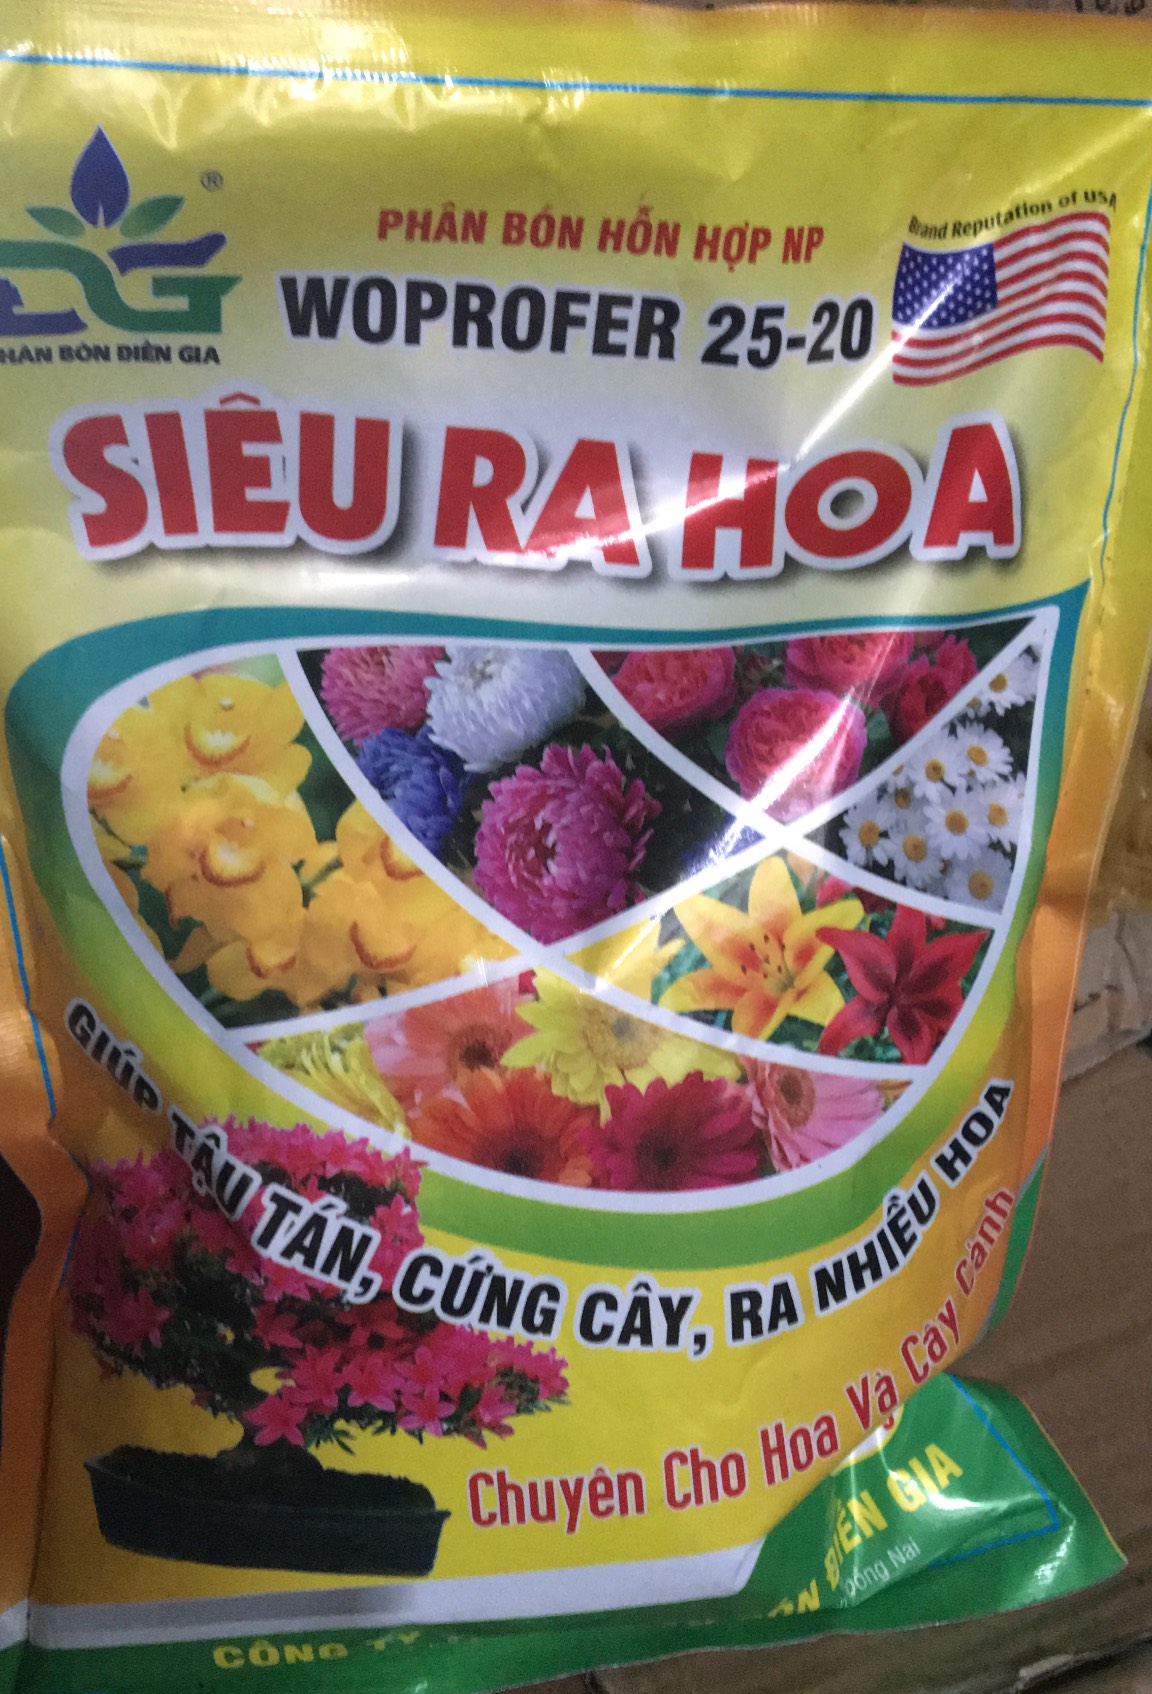 ®
PHÂN BÓN ĐIỀN GIA
PHÂN BÓN HỖN HỢP NP
Brand Reputation of USA
WOPROFER 25-20
SIÊU RA HOA
GIÚP TẬU TÁN, CỨNG CÂY, RA NHIỀU HOA
Chuyên Cho Hoa Và Cây Cảnh
CÔNG TY
ĐIỀN GIA
Đồng Nai